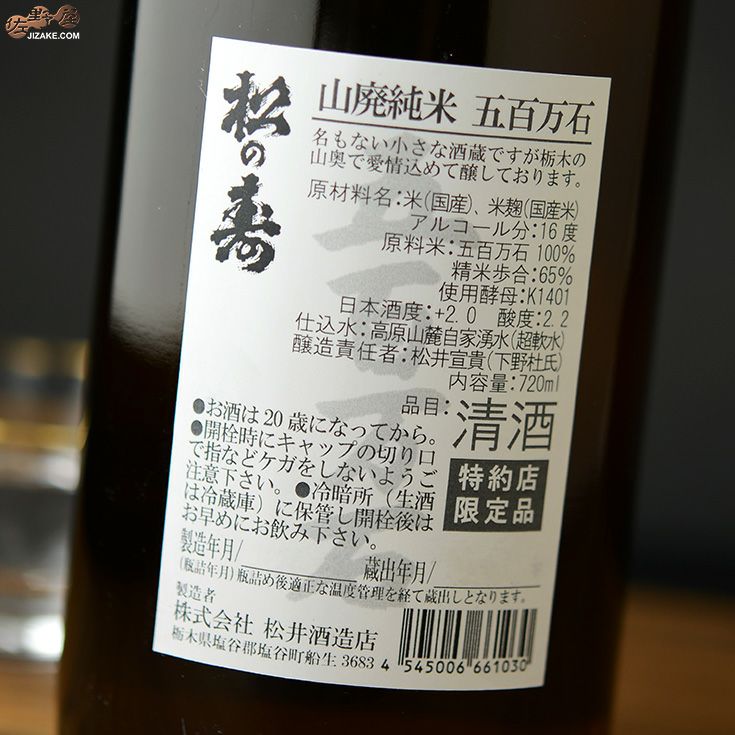 佐野屋
JIZAKE.COM
松の寿
山廃純米 五百万石
名もない小さな酒蔵ですが栃木の
山奥で愛情込めて醸しております。
原材料名:米(国産)、米麹(国産米)
アルコール分:16度
原料米:五百万石 100%
精米歩合:65%
使用酵母:K1401
日本酒度:+2.0 酸度:2.2
仕込水:高原山麓自家湧水(超軟水)
醸造責任者:松井宣貴(下野杜氏)
内容量:720ml
品目:清酒
特約店
限定品
●お酒は20歳になってから。
●開栓時にキャップの切り口
で指などケガをしないようご
注意下さい。●冷暗所(生酒
は冷蔵庫)に保管し開栓後は
お早めにお飲み下さい。
製造年月/ 蔵出年月/
(瓶詰年月)瓶詰め後適正な温度管理を経て蔵出しとなります。
製造者
株式会社 松井酒造店
栃木県塩谷郡塩谷町船生3683
4 545006 661030
五百万石